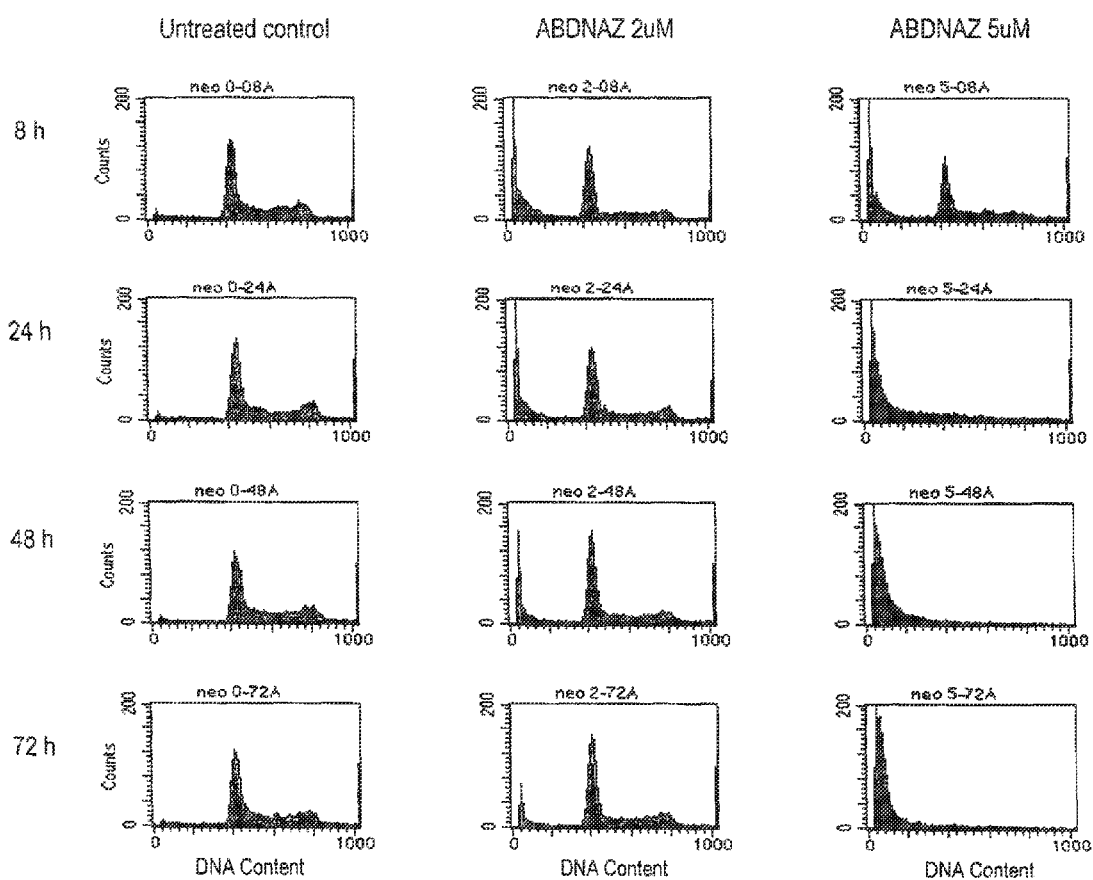 Untreated control ABDNAZ 2uM ABDNAZ 5uM
8 h
neo 0-08A
200
Counts
0
0 1000
neo 2-08A
200
0
0 1000
neo 5-08A
200
0
0 1000
24 h
neo 0-24A
200
Counts
0
0 1000
neo 2-24A
200
0
0 1000
neo 5-24A
200
0
0 1000
48 h
neo 0-48A
200
Counts
0
0 1000
neo 2-48A
200
0
0 1000
neo 5-48A
200
0
0 1000
72 h
neo 0-72A
200
Counts
0
0 1000
DNA Content
neo 2-72A
200
0
0 1000
DNA Content
neo 5-72A
200
0
0 1000
DNA Content